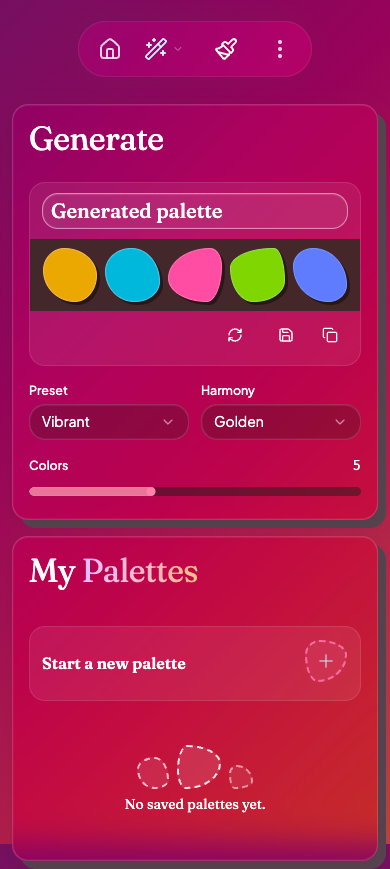 Generate
Generated palette
Preset
Harmony
Vibrant
Golden
Colors
5
My Palettes
Start a new palette
No saved palettes yet.